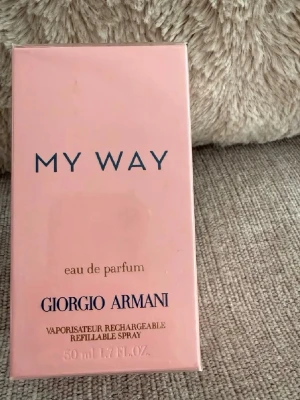 MY WAY
eau de parfum
GIORGIO ARMANI
VAPORISATEUR RECHARGEABLE
REFILLABLE SPRAY
50 ml 1.7 FL.OZ